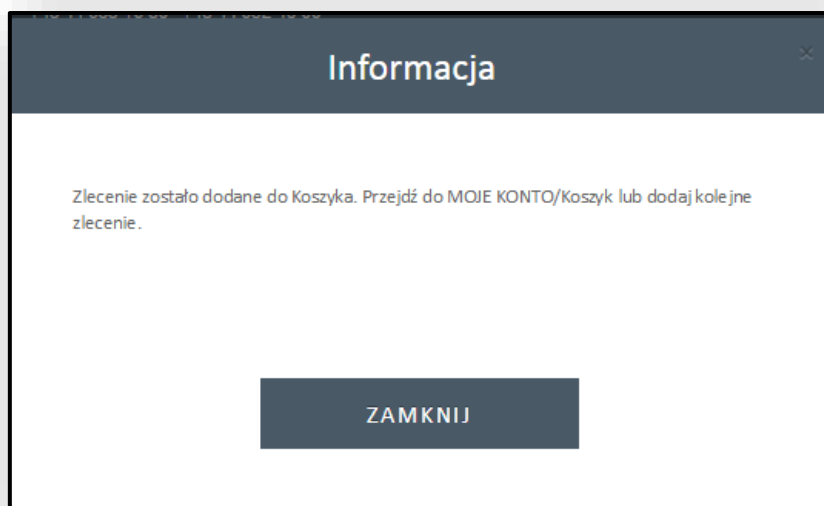 Informacja
×
Zlecenie zostało dodane do Koszyka. Przejdź do MOJE KONTO/Koszyk lub dodaj kolejne
zlecenie.
ZAMKNIJ